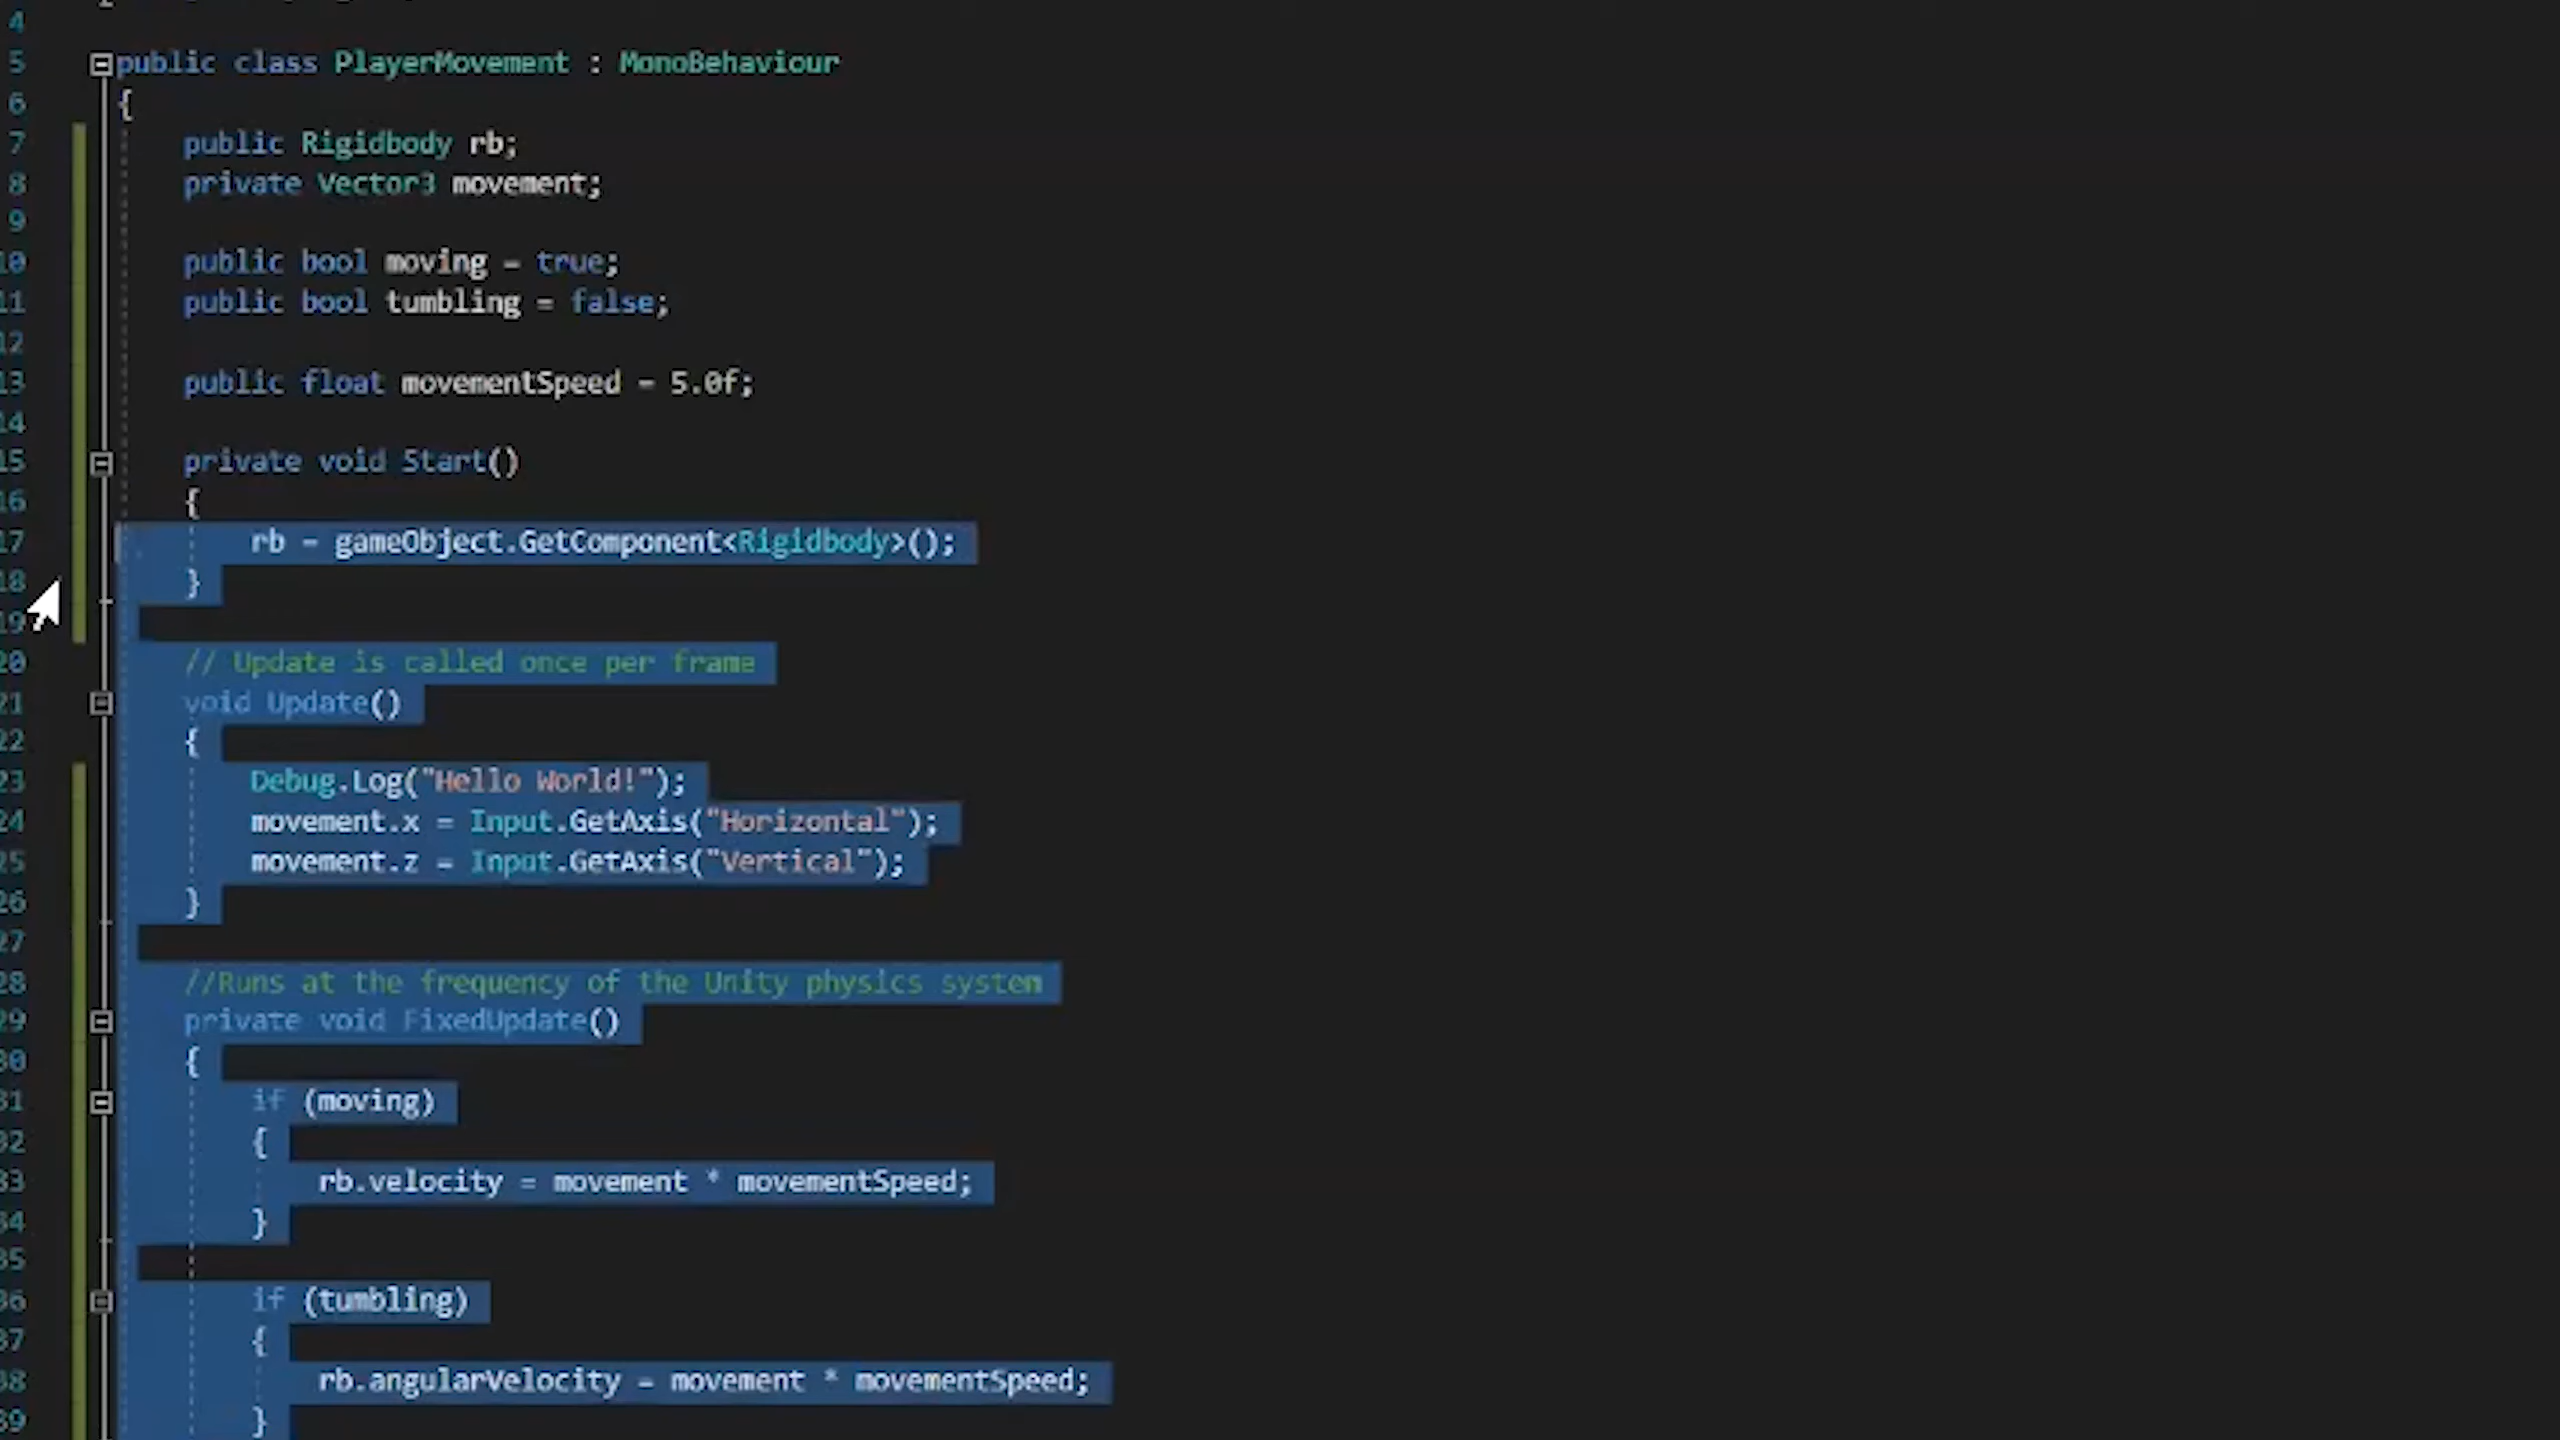 4
5 public class PlayerMovement : MonoBehaviour
6 {
7 public Rigidbody rb;
8 private Vector3 movement;
9
10 public bool moving = true;
11 public bool tumbling = false;
12
13 public float movementSpeed = 5.0f;
14
15 private void Start()
16 {
17 rb = gameObject.GetComponent<Rigidbody>();
18 }
19
20 // Update is called once per frame
21 void Update()
22 {
23 Debug.Log("Hello World!");
24 movement.x = Input.GetAxis("Horizontal");
25 movement.z = Input.GetAxis("Vertical");
26 }
27
28 //Runs at the frequency of the Unity physics system
29 private void FixedUpdate()
30 {
31 if (moving)
32 {
33 rb.velocity = movement * movementSpeed;
34 }
35
36 if (tumbling)
37 {
38 rb.angularVelocity = movement * movementSpeed;
39 }